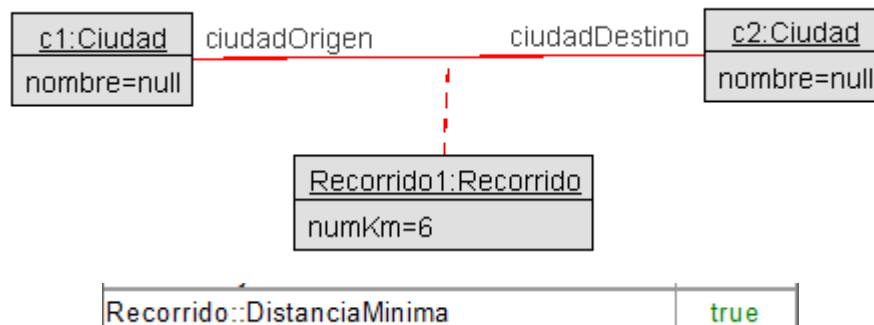 c1:Ciudad
nombre=null
ciudadOrigen
ciudadDestino
c2:Ciudad
nombre=null
Recorrido1:Recorrido
numKm=6
Recorrido::DistanciaMinima true